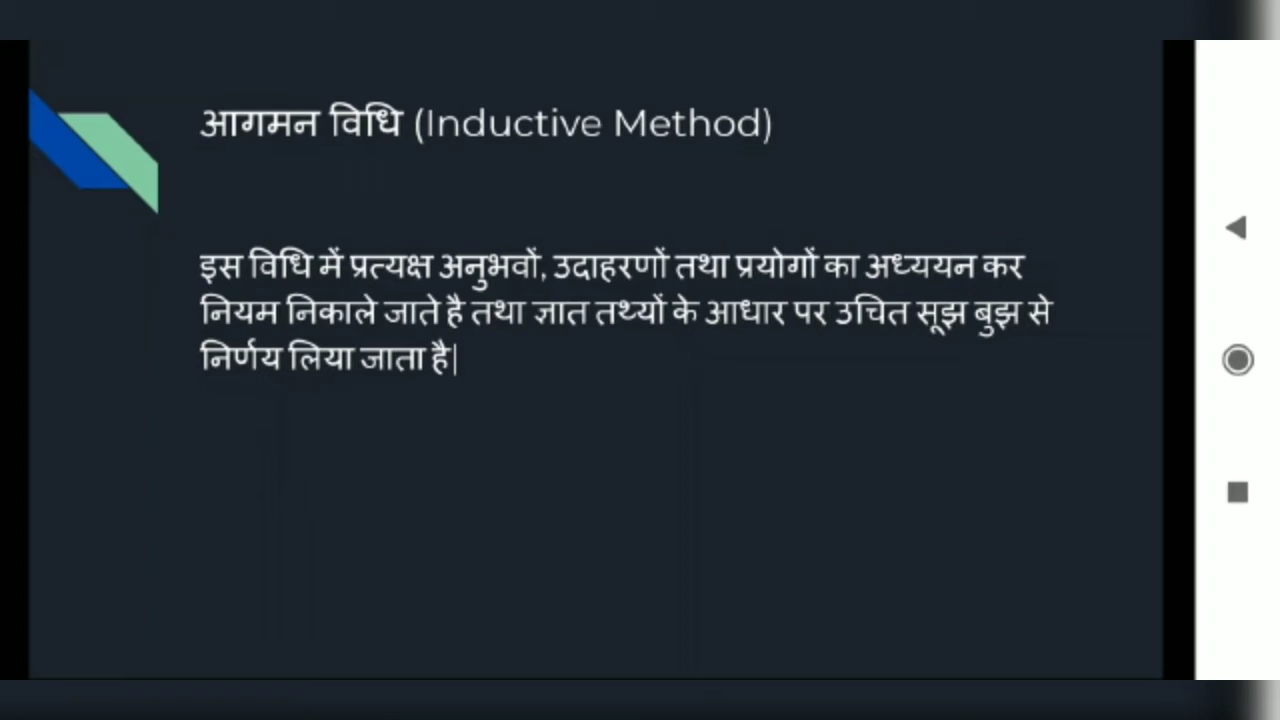 आगमन विधि (Inductive Method)
इस विधि में प्रत्यक्ष अनुभवों, उदाहरणों तथा प्रयोगों का अध्ययन कर
नियम निकाले जाते है तथा ज्ञात तथ्यों के आधार पर उचित सूझ बुझ से
निर्णय लिया जाता है|